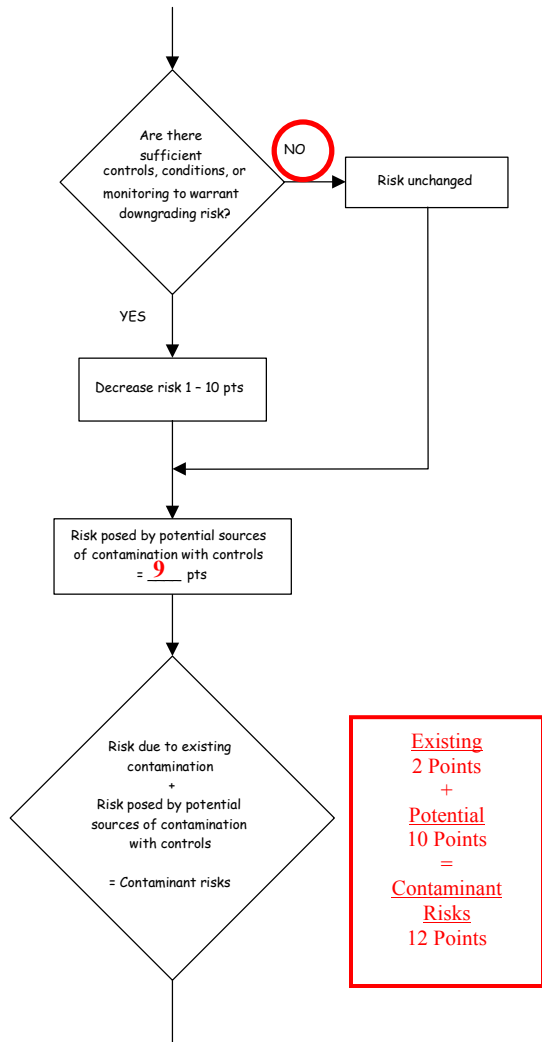 Are there
sufficient
controls, conditions, or
monitoring to warrant
downgrading risk?
NO
Risk unchanged
YES
Decrease risk 1 – 10 pts
Risk posed by potential sources
of contamination with controls
= 9 pts
Risk due to existing
contamination
+
Risk posed by potential
sources of contamination
with controls
= Contaminant risks
Existing
2 Points
+
Potential
10 Points
=
Contaminant
Risks
12 Points